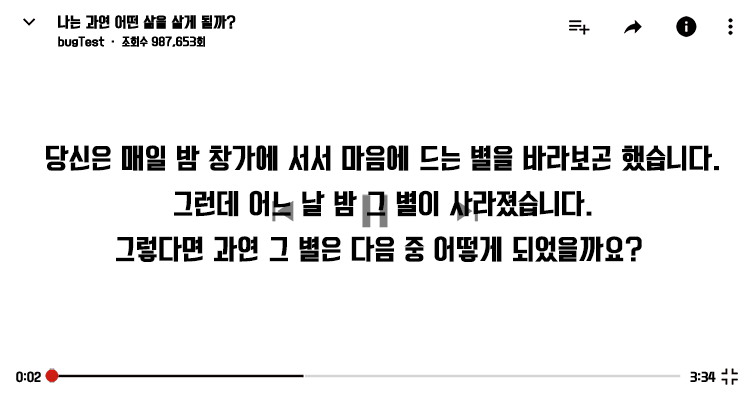 나는 과연 어떤 삶을 살게 될까?
bugTest · 조회수 987,653회
당신은 매일 밤 창가에 서서 마음에 드는 별을 바라보곤 했습니다.
그런데 어느 날 밤 그 별이 사라졌습니다.
그렇다면 과연 그 별은 다음 중 어떻게 되었을까요?
0:02 3:34